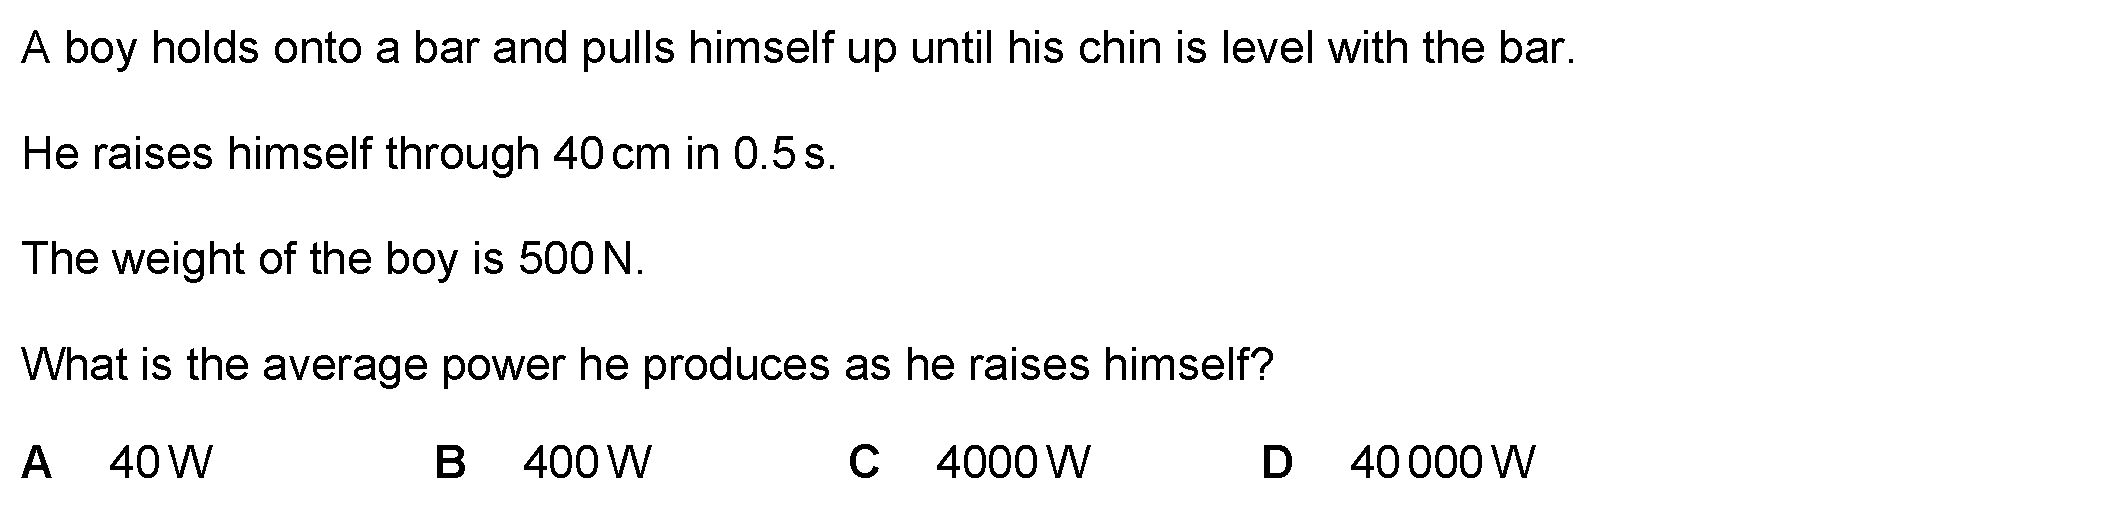 A boy holds onto a bar and pulls himself up until his chin is level with the bar.
He raises himself through 40 cm in 0.5 s.
The weight of the boy is 500 N.
What is the average power he produces as he raises himself?
A 40 W B 400 W C 4000 W D 40 000 W